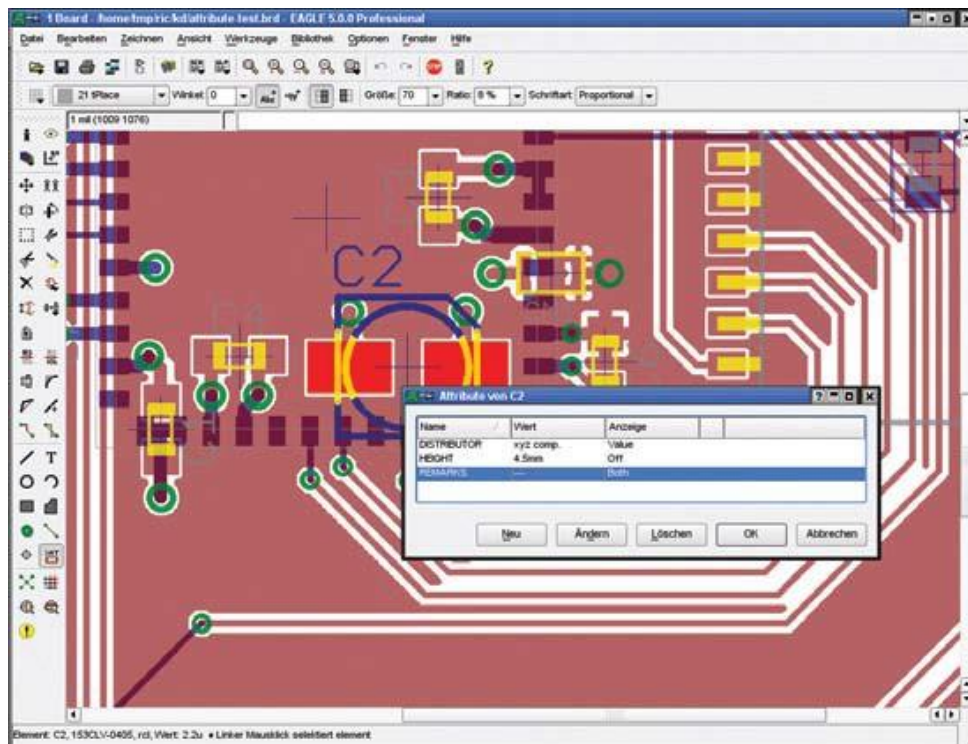 1 Board - /home/tmp/ric/kd/attribute-test.brd - EAGLE 5.0.0 Professional
Datei Bearbeiten Zeichnen Ansicht Werkzeuge Bibliothek Optionen Fenster Hilfe
21 tPlace Winkel: 0 Größe: 70 Ratio: 8 % Schriftart: Proportional
1 mil (1009 1076)
C2
Attribute von C2
Name Wert Anzeige
DISTRIBUTOR xyz comp. Value
HEIGHT 4.5mm Off
REMARKS --- Both
Neu Ändern Löschen OK Abbrechen
Element: C2, 153CLV-0405, rcl, Wert: 2.2u • Linker Mausklick selektiert element